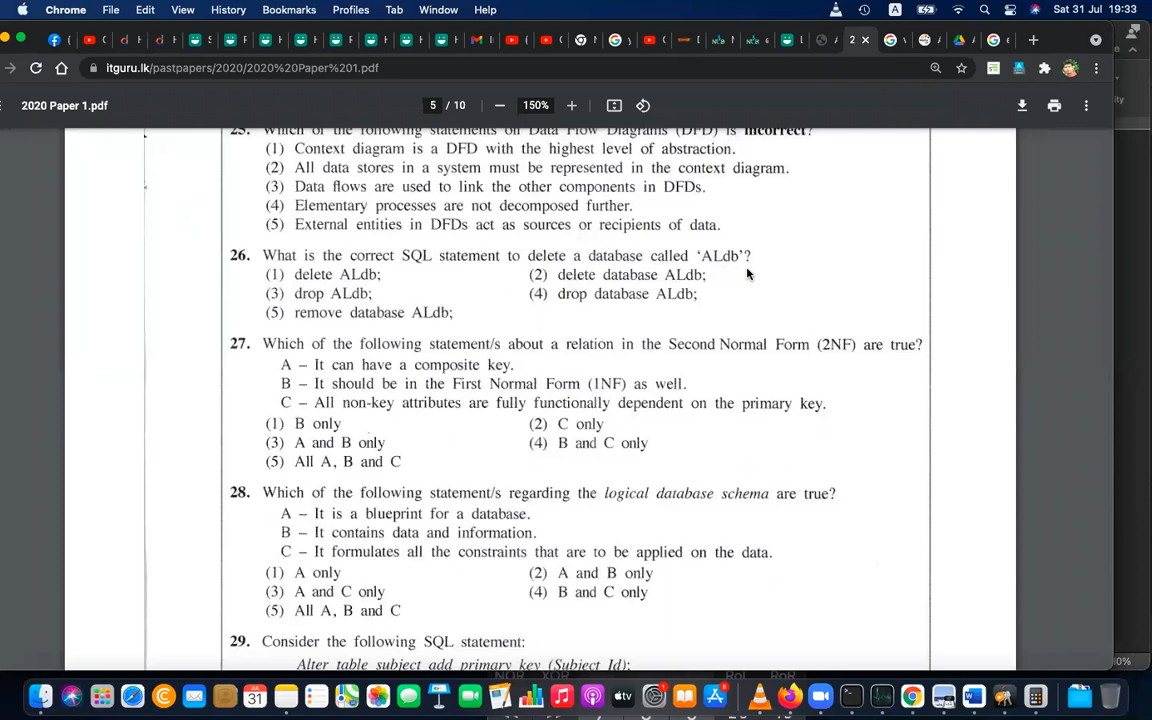 Chrome File Edit View History Bookmarks Profiles Tab Window Help
A
Sat 31 Jul 19:33
2
itguru.lk/pastpapers/2020/2020%20Paper%201.pdf
2020 Paper 1.pdf
5 / 10
150%
25. Which of the following statements on Data Flow Diagrams (DFD) is incorrect?
(1) Context diagram is a DFD with the highest level of abstraction.
(2) All data stores in a system must be represented in the context diagram.
(3) Data flows are used to link the other components in DFDs.
(4) Elementary processes are not decomposed further.
(5) External entities in DFDs act as sources or recipients of data.
26. What is the correct SQL statement to delete a database called ‘ALdb’?
(1) delete ALdb; (2) delete database ALdb;
(3) drop ALdb; (4) drop database ALdb;
(5) remove database ALdb;
27. Which of the following statement/s about a relation in the Second Normal Form (2NF) are true?
A – It can have a composite key.
B – It should be in the First Normal Form (1NF) as well.
C – All non-key attributes are fully functionally dependent on the primary key.
(1) B only (2) C only
(3) A and B only (4) B and C only
(5) All A, B and C
28. Which of the following statement/s regarding the logical database schema are true?
A – It is a blueprint for a database.
B – It contains data and information.
C – It formulates all the constraints that are to be applied on the data.
(1) A only (2) A and B only
(3) A and C only (4) B and C only
(5) All A, B and C
29. Consider the following SQL statement:
Alter table subject add primary key (Subject_Id);